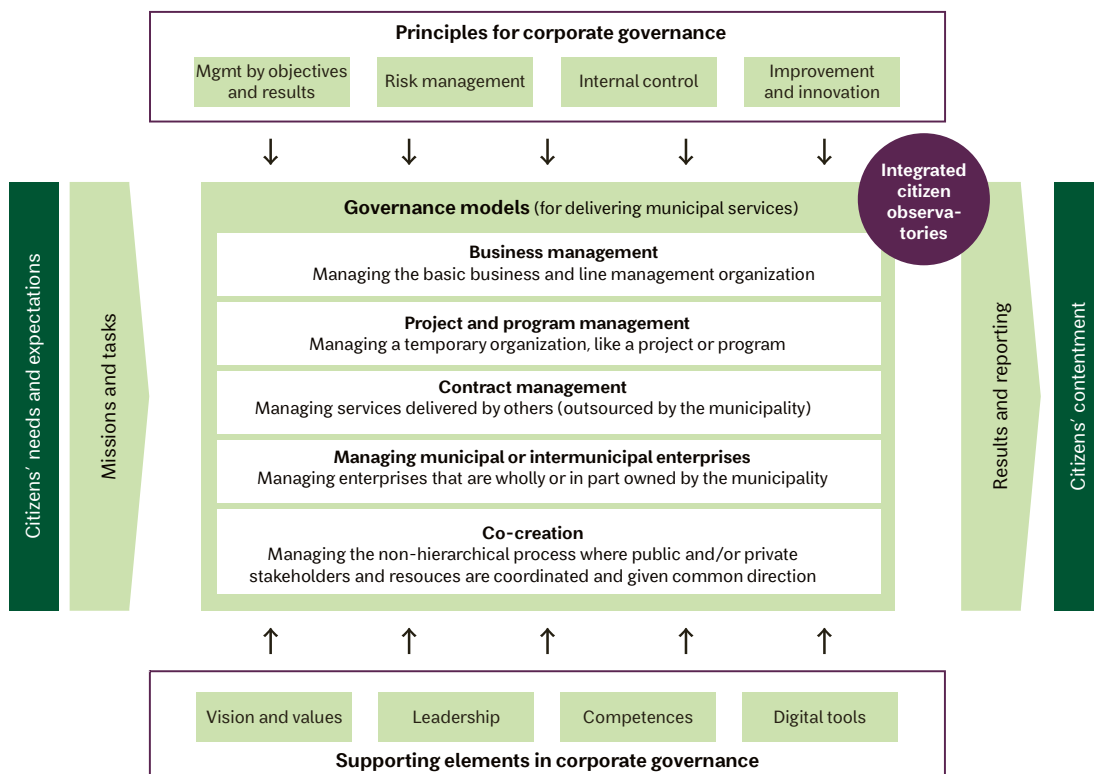 Principles for corporate governance
Mgmt by objectives
and results
Risk management
Internal control
Improvement
and innovation
Integrated
citizen
observa-
tories
Citizens' needs and expectations
Missions and tasks
Governance models (for delivering municipal services)
Business management
Managing the basic business and line management organization
Project and program management
Managing a temporary organization, like a project or program
Contract management
Managing services delivered by others (outsourced by the municipality)
Managing municipal or intermunicipal enterprises
Managing enterprises that are wholly or in part owned by the municipality
Co-creation
Managing the non-hierarchical process where public and/or private
stakeholders and resouces are coordinated and given common direction
Results and reporting
Citizens' contentment
Vision and values
Leadership
Competences
Digital tools
Supporting elements in corporate governance